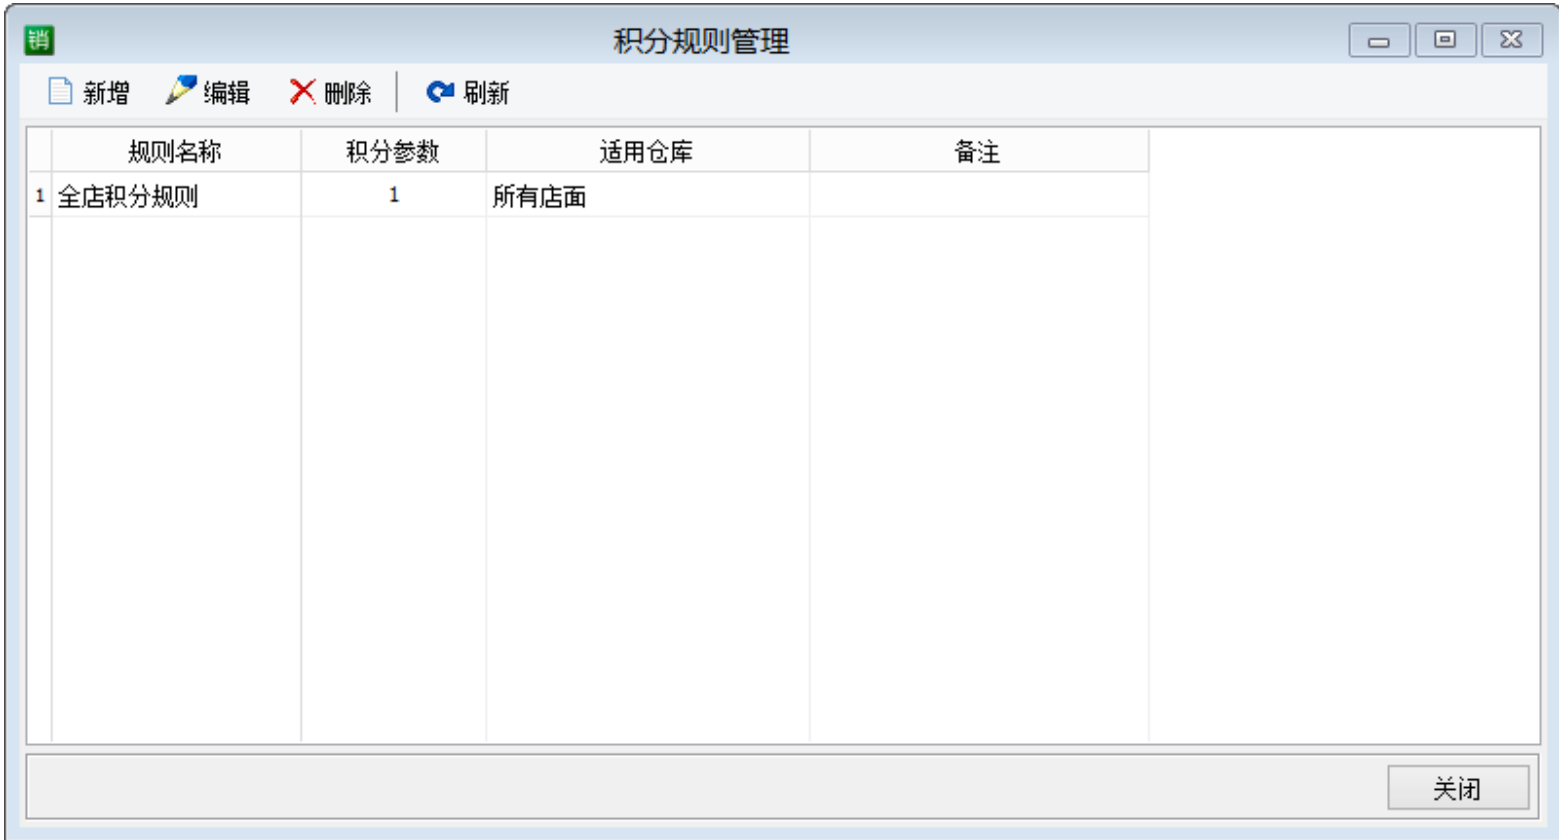 销 积分规则管理
新增 编辑 删除 刷新
规则名称 积分参数 适用仓库 备注
1 全店积分规则 1 所有店面
关闭